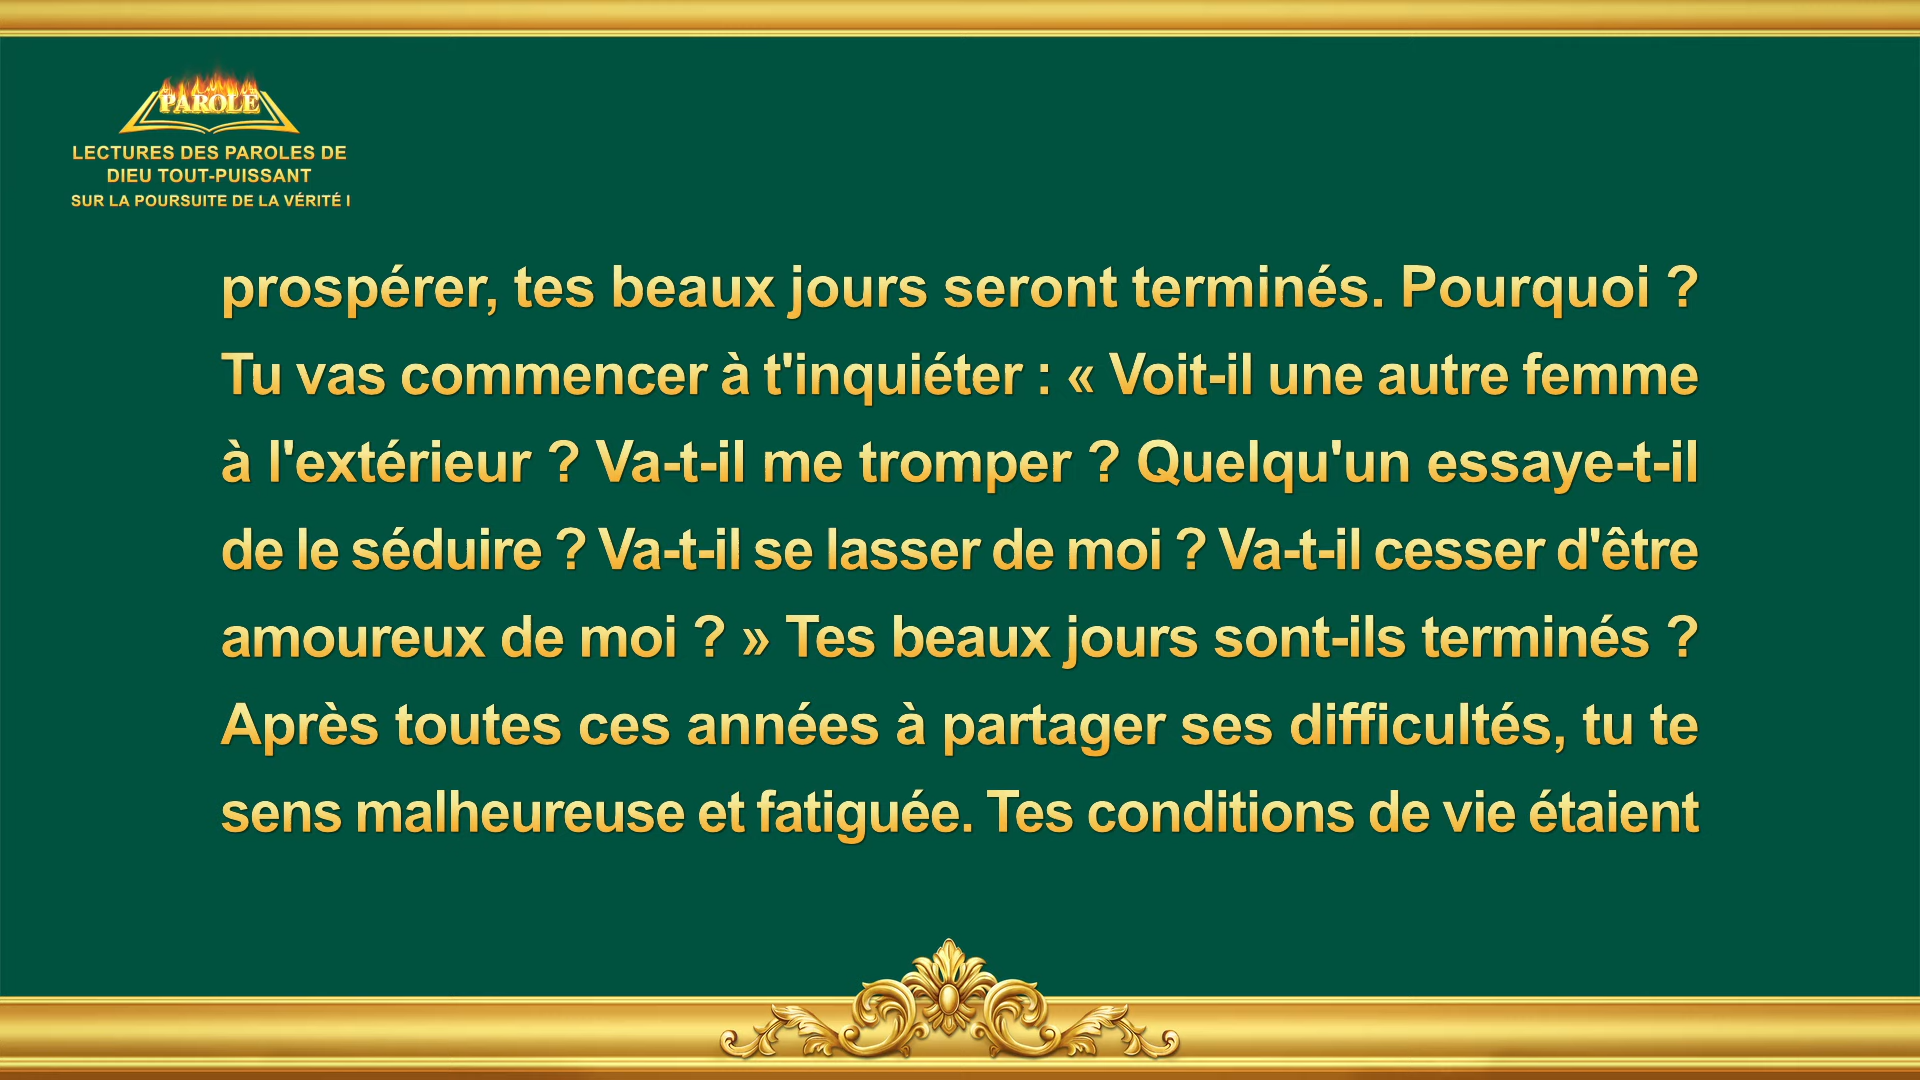 PAROLE
LECTURES DES PAROLES DE
DIEU TOUT-PUISSANT
SUR LA POURSUITE DE LA VÉRITÉ I
prospérer, tes beaux jours seront terminés. Pourquoi ?
Tu vas commencer à t'inquiéter : « Voit-il une autre femme
à l'extérieur ? Va-t-il me tromper ? Quelqu'un essaye-t-il
de le séduire ? Va-t-il se lasser de moi ? Va-t-il cesser d'être
amoureux de moi ? » Tes beaux jours sont-ils terminés ?
Après toutes ces années à partager ses difficultés, tu te
sens malheureuse et fatiguée. Tes conditions de vie étaient